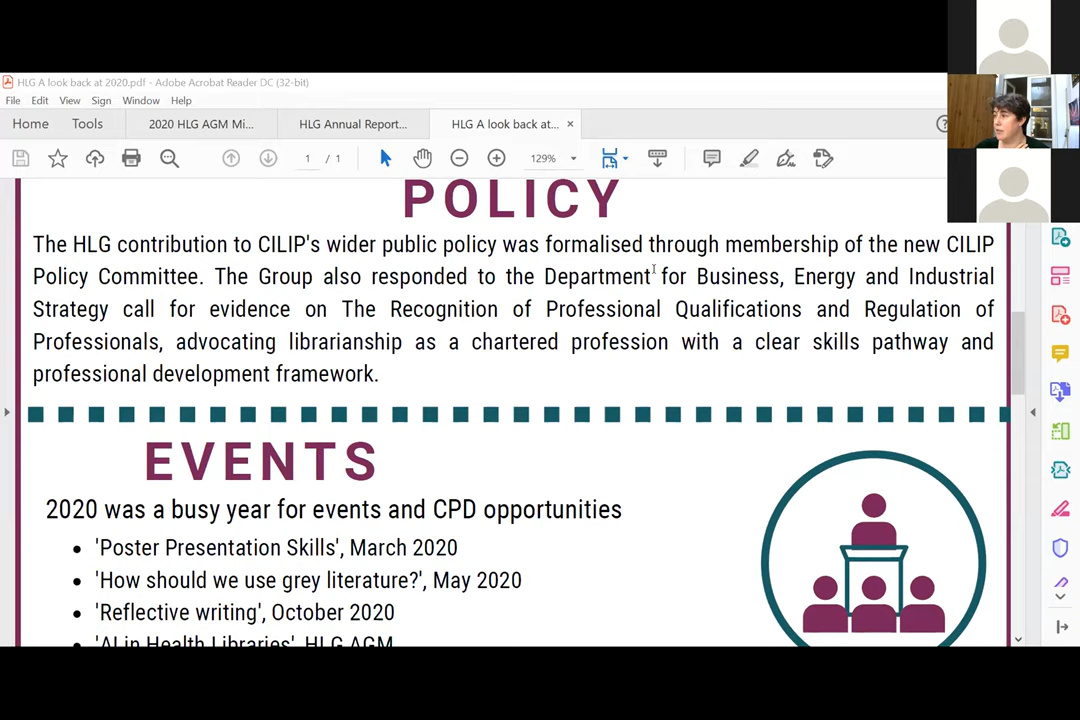 HLG A look back at 2020.pdf - Adobe Acrobat Reader DC (32-bit)
File Edit View Sign Window Help
Home Tools 2020 HLG AGM Mi... HLG Annual Report... HLG A look back at... ×
1 / 1 129%
POLICY
The HLG contribution to CILIP's wider public policy was formalised through membership of the new CILIP
Policy Committee. The Group also responded to the Department for Business, Energy and Industrial
Strategy call for evidence on The Recognition of Professional Qualifications and Regulation of
Professionals, advocating librarianship as a chartered profession with a clear skills pathway and
professional development framework.
EVENTS
2020 was a busy year for events and CPD opportunities
• 'Poster Presentation Skills', March 2020
• 'How should we use grey literature?', May 2020
• 'Reflective writing', October 2020
• 'AI in Health Libraries', HLG AGM